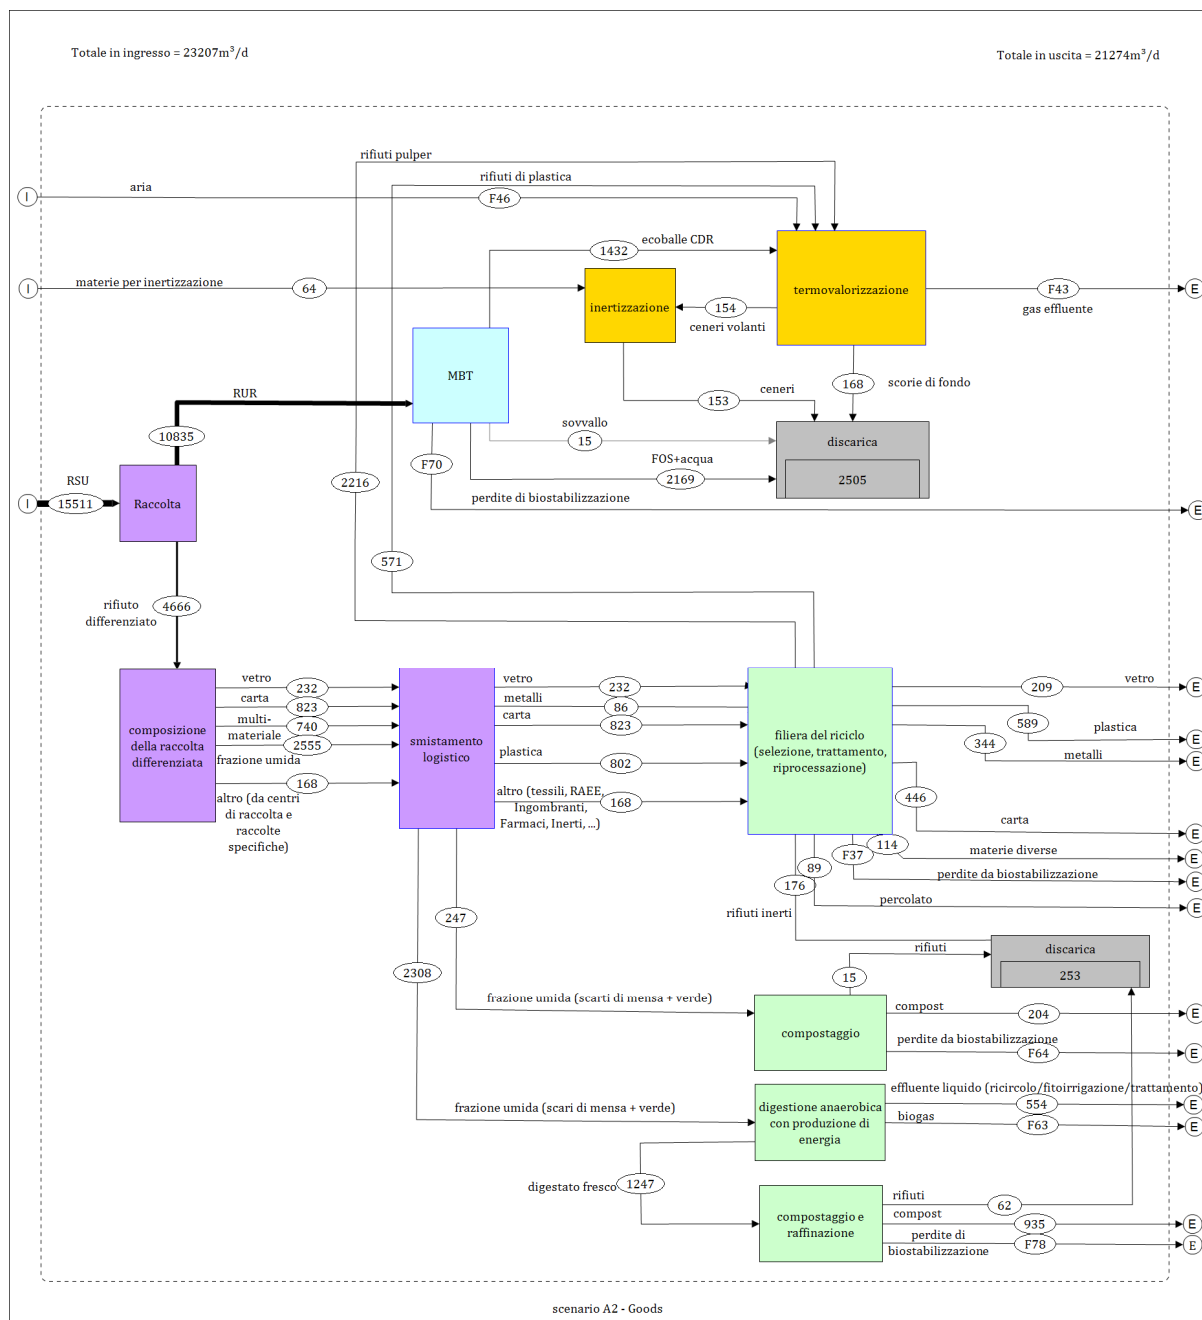 Totale in ingresso = 23207m³/d
Totale in uscita = 21274m³/d
rifiuti pulper
rifiuti di plastica
aria
I
F46
ecoballe CDR
1432
I
materie per inertizzazione
64
inertizzazione
termovalorizzazione
F43
E
gas effluente
154
ceneri volanti
MBT
RUR
ceneri
153
168
scorie di fondo
10835
sovvallo
15
discarica
2505
F70
FOS+acqua
2169
2216
RSU
I
15511
Raccolta
perdite di biostabilizzazione
E
571
rifiuto
differenziato
4666
composizione
della raccolta
differenziata
vetro
232
carta
823
multi-
materiale
740
2555
frazione umida
168
altro (da centri
di raccolta e
raccolte
specifiche)
smistamento
logistico
vetro
232
metalli
86
carta
823
plastica
802
altro (tessili, RAEE,
Ingombranti,
Farmaci, Inerti, ...)
168
filiera del riciclo
(selezione, trattamento,
riprocessazione)
209
vetro
E
589
plastica
E
344
metalli
E
446
carta
E
114
materie diverse
E
F37
perdite da biostabilizzazione
E
89
percolato
E
176
rifiuti inerti
247
2308
rifiuti
discarica
253
15
frazione umida (scarti di mensa + verde)
compostaggio
compost
204
E
perdite da biostabilizzazione
F64
E
frazione umida (scari di mensa + verde)
digestione anaerobica
con produzione di
energia
effluente liquido (ricircolo/fitoirrigazione/trattamento)
554
E
biogas
F63
E
digestato fresco
1247
compostaggio e
raffinazione
rifiuti
62
compost
935
E
perdite di
biostabilizzazione
F78
E
scenario A2 - Goods